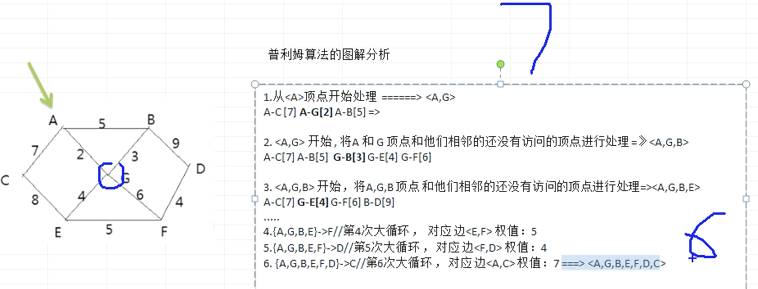 7
普利姆算法的图解分析
1.从<A>顶点开始处理 ======> <A,G>
A-C [7] A-G[2] A-B[5] =>
2. <A,G> 开始 , 将A 和 G 顶点和他们相邻的还没有访问的顶点进行处理 =》<A,G,B>
A-C[7] A-B[5] G-B[3] G-E[4] G-F[6]
3. <A,G,B> 开始，将A,G,B 顶点 和他们相邻的还没有访问的顶点进行处理=><A,G,B,E>
A-C[7] G-E[4] G-F[6] B-D[9]
.....
4.{A,G,B,E}->F//第4次大循环 ， 对应边<E,F> 权值：5
5.{A,G,B,E,F}->D//第5次大循环 ， 对应边<F,D> 权值：4
6. {A,G,B,E,F,D}->C//第6次大循环 ，对应边<A,C> 权值：7 ===> <A,G,B,E,F,D,C>
6
A 5 B
7 2 3 9
C G D
8 4 6 4
E 5 F